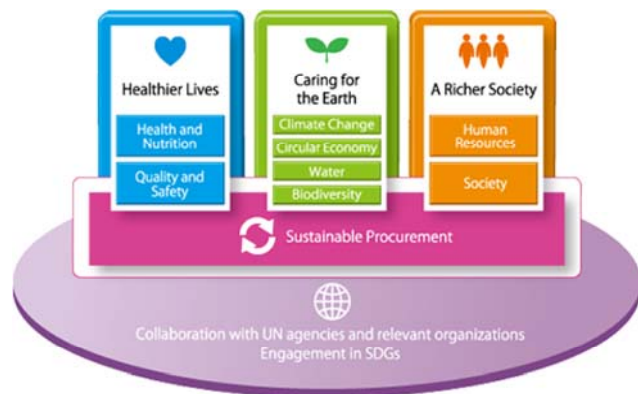 Healthier Lives
Health and
Nutrition
Quality and
Safety
Caring for
the Earth
Climate Change
Circular Economy
Water
Biodiversity
A Richer Society
Human
Resources
Society
Sustainable Procurement
Collaboration with UN agencies and relevant organizations
Engagement in SDGs